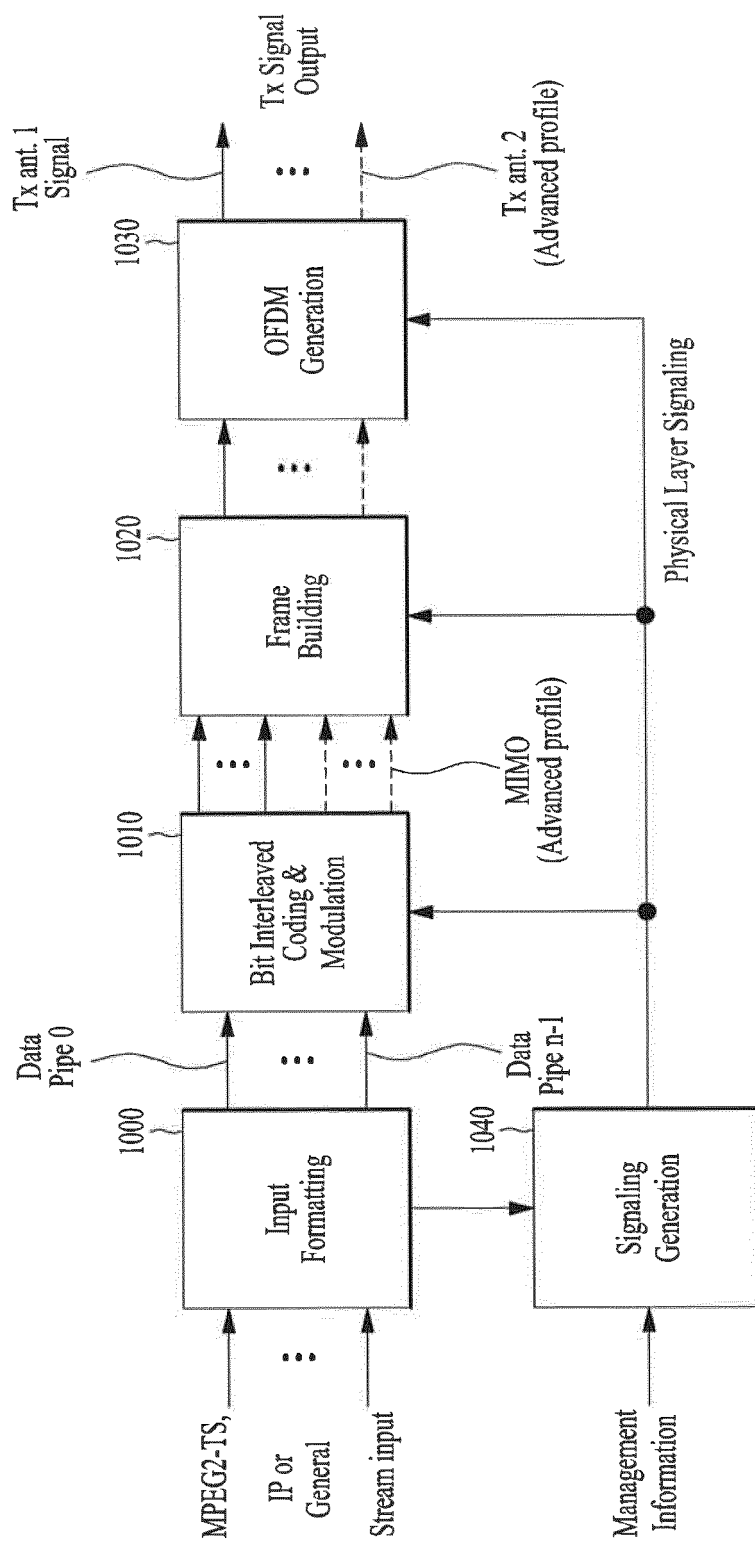 MPEG2-TS,
IP or
General
Stream input
1000
Input
Formatting
Data
Pipe 0
Data
Pipe n-1
1010
Bit Interleaved
Coding &
Modulation
MIMO
(Advanced profile)
1020
Frame
Building
1030
OFDM
Generation
Tx ant. 1
Signal
Tx Signal
Output
Tx ant. 2
(Advanced profile)
Management
Information
1040
Signaling
Generation
Physical Layer Signaling